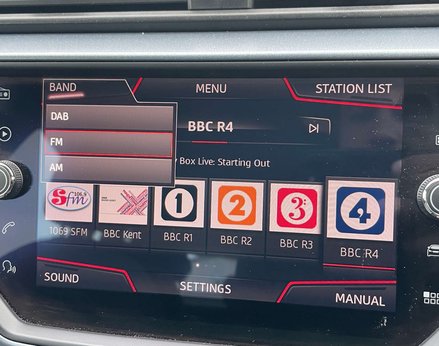 BAND
MENU
STATION LIST
DAB
FM
AM
BBC R4
Box Live: Starting Out
106.9
Sfm
1
2
3
4
1069 SFM
BBC Kent
BBC R1
BBC R2
BBC R3
BBC R4
SOUND
SETTINGS
MANUAL